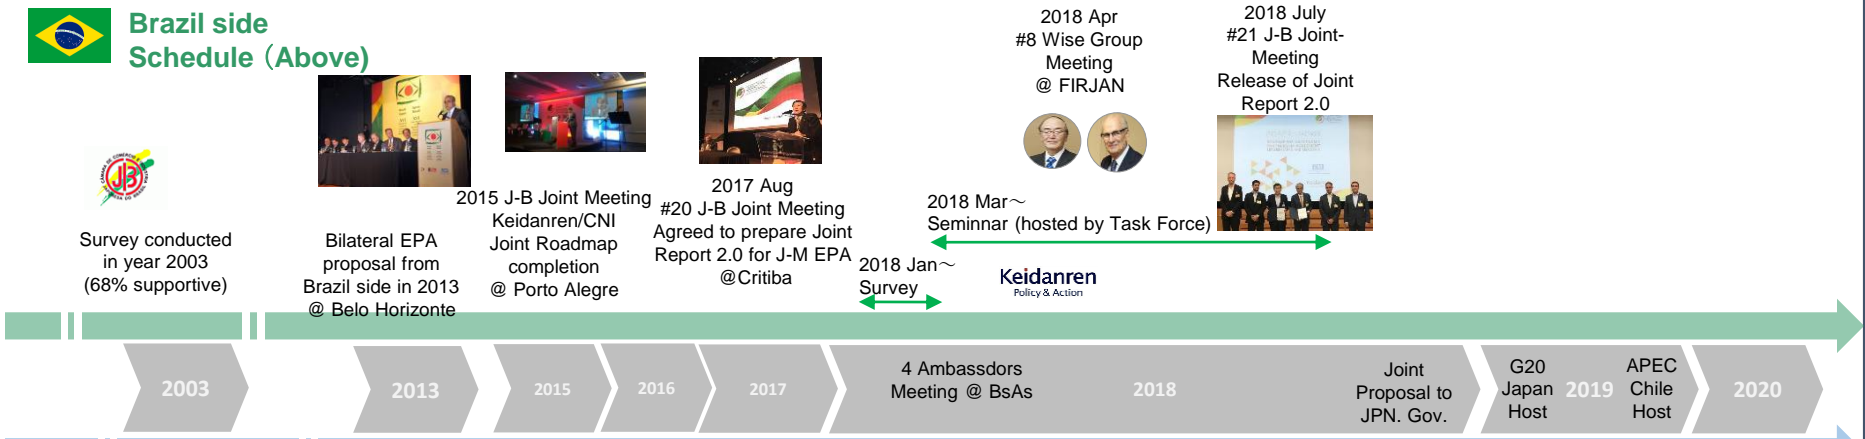 Brazil side
Schedule（Above)
Survey conducted
in year 2003
(68% supportive)
Bilateral EPA
proposal from
Brazil side in 2013
@ Belo Horizonte
2015 J-B Joint Meeting
Keidanren/CNI
Joint Roadmap
completion
@ Porto Alegre
2017 Aug
#20 J-B Joint Meeting
Agreed to prepare Joint
Report 2.0 for J-M EPA
@Critiba
2018 Jan～
Survey
2018 Mar～
Seminnar (hosted by Task Force)
Keidanren
Policy & Action
2018 Apr
#8 Wise Group
Meeting
@ FIRJAN
2018 July
#21 J-B Joint-
Meeting
Release of Joint
Report 2.0
2003
2013
2015
2016
2017
4 Ambassdors
Meeting @ BsAs
2018
Joint
Proposal to
JPN. Gov.
G20
Japan
Host
2019
APEC
Chile
Host
2020